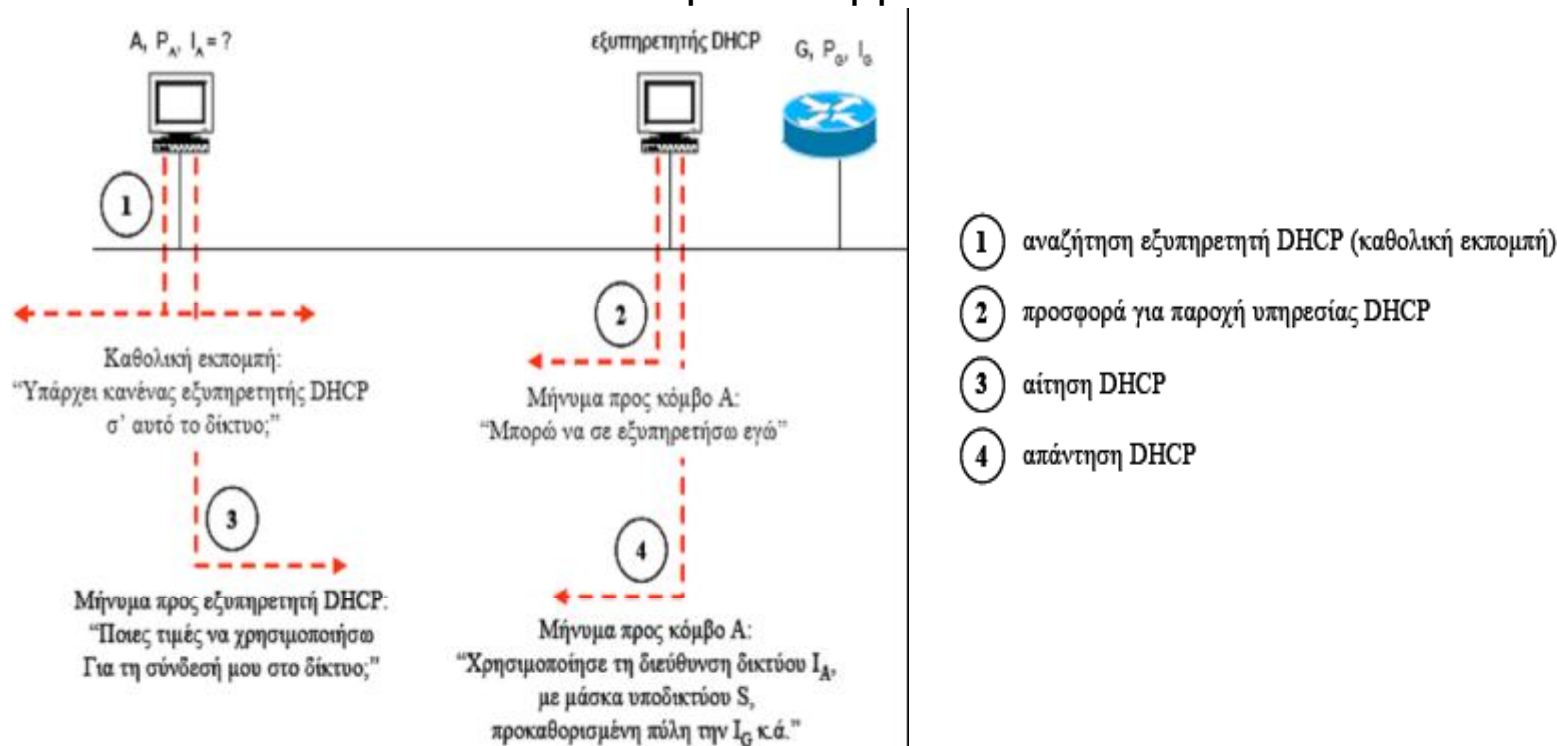 A, P_A, I_A = ?
εξυπηρετητής DHCP
G, P_G, I_G
1
Καθολική εκπομπή:
“Υπάρχει κανένας εξυπηρετητής DHCP
σ’ αυτό το δίκτυο;”
2
Μήνυμα προς κόμβο Α:
“Μπορώ να σε εξυπηρετήσω εγώ”
3
Μήνυμα προς εξυπηρετητή DHCP:
“Ποιες τιμές να χρησιμοποιήσω
Για τη σύνδεσή μου στο δίκτυο;”
4
Μήνυμα προς κόμβο Α:
“Χρησιμοποίησε τη διεύθυνση δικτύου I_A,
με μάσκα υποδικτύου S,
προκαθορισμένη πύλη την I_G κ.ά.”
1 αναζήτηση εξυπηρετητή DHCP (καθολική εκπομπή)
2 προσφορά για παροχή υπηρεσίας DHCP
3 αίτηση DHCP
4 απάντηση DHCP